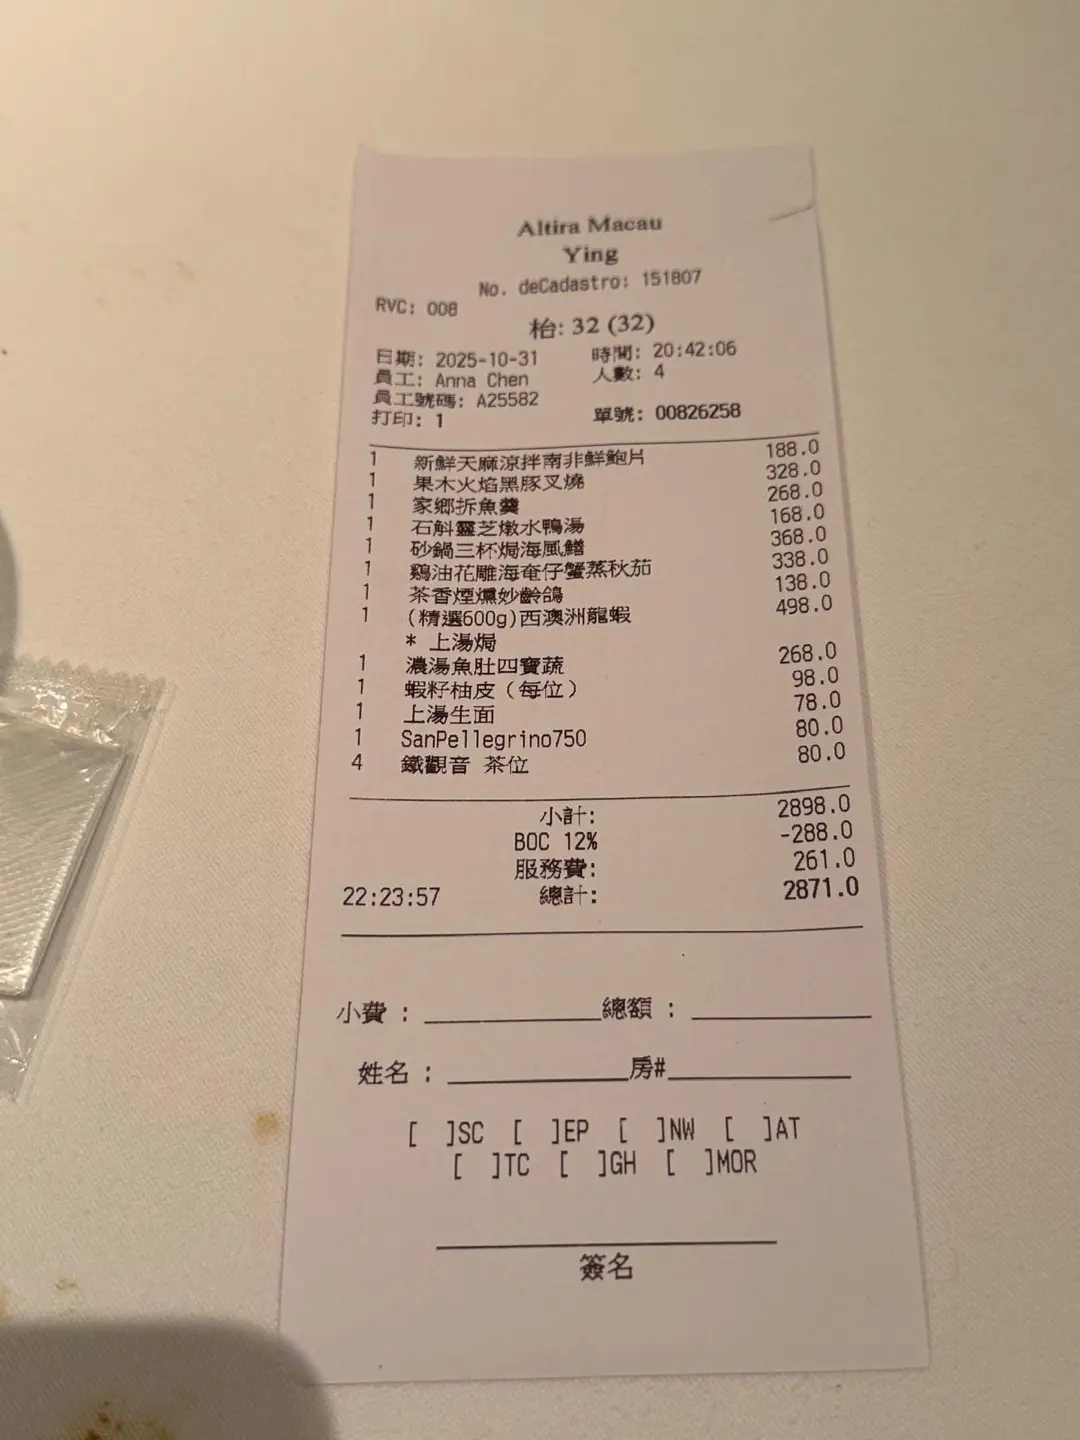 Altira Macau
Ying
No. deCadastro: 151807
RVC: 008
枱: 32 (32)
日期: 2025-10-31 時間: 20:42:06
員工: Anna Chen 人數: 4
員工號碼: A25582
打印: 1 單號: 00826258
1 新鮮天麻涼拌南非鮮鮑片 188.0
1 果木火焰黑豚叉燒 328.0
1 家鄉拆魚羹 268.0
1 石斛靈芝燉水鴨湯 168.0
1 砂鍋三杯焗海風鱔 368.0
1 鷄油花雕海奄仔蟹蒸秋茄 338.0
1 茶香煙燻妙齡鴿 138.0
1 (精選600g)西澳洲龍蝦 498.0
* 上湯焗
1 濃湯魚肚四寶蔬 268.0
1 蝦籽柚皮（每位） 98.0
1 上湯生面 78.0
1 SanPellegrino750 80.0
4 鐵觀音 茶位 80.0
小計: 2898.0
BOC 12% -288.0
服務費: 261.0
22:23:57 總計: 2871.0
小費 : 總額 :
姓名 : 房#
[ ]SC [ ]EP [ ]NW [ ]AT
[ ]TC [ ]GH [ ]MOR
簽名